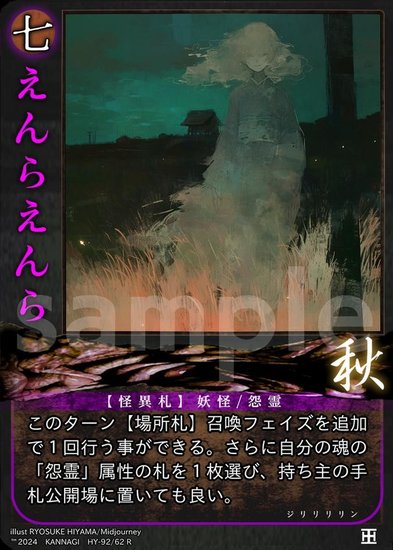 七
えんらえんら
sample
秋
【怪異札】妖怪/怨霊
このターン【場所札】召喚フェイズを追加
で1回行う事ができる。さらに自分の魂の
「怨霊」属性の札を1枚選び、持ち主の手
札公開場に置いても良い。
ジリリリリン
illust RYOSUKE HIYAMA/Midjourney
™2024 KANNAGI HY-92/62 R